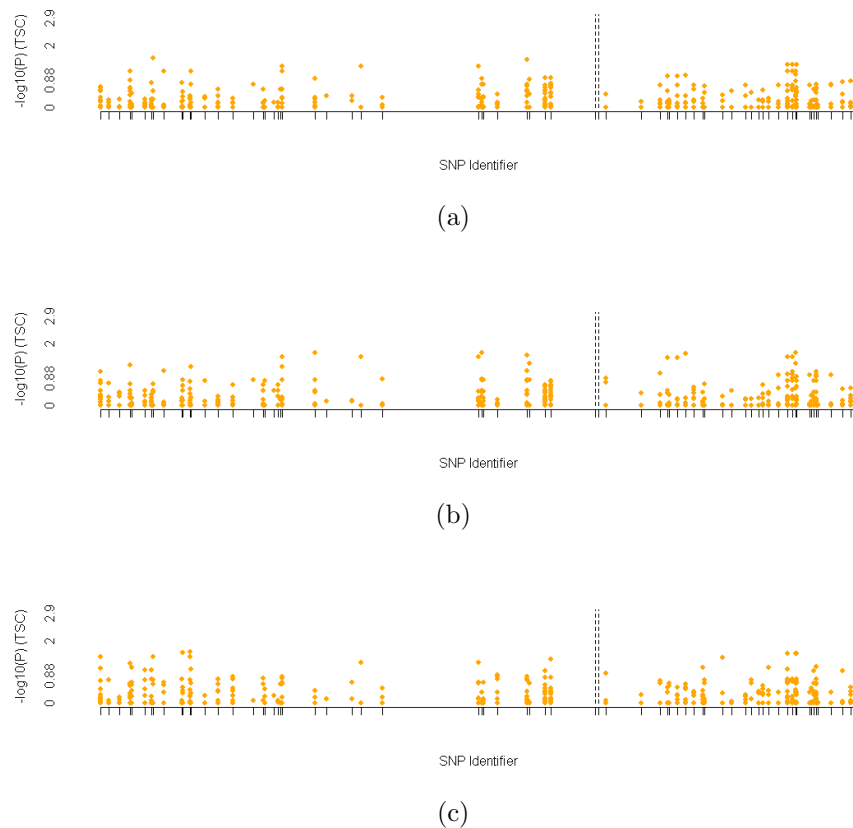 -log10(P) (TSC)
2.9
2
0.88
0
SNP Identifier
(a)
-log10(P) (TSC)
2.9
2
0.88
0
SNP Identifier
(b)
-log10(P) (TSC)
2.9
2
0.88
0
SNP Identifier
(c)